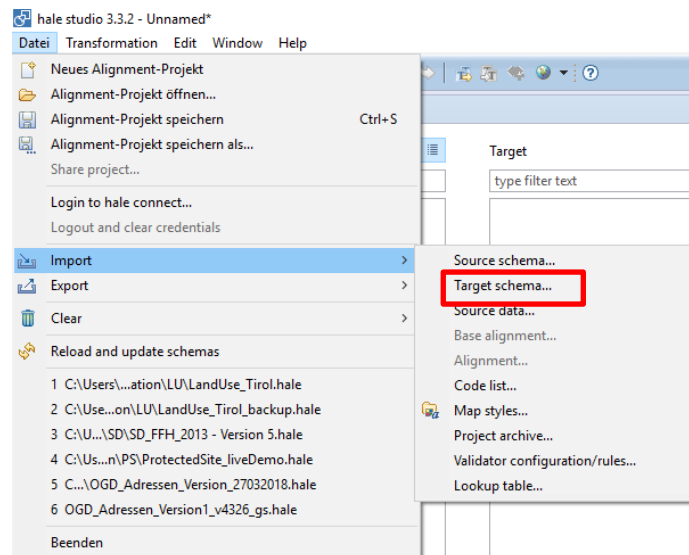 hale studio 3.3.2 - Unnamed*
Datei Transformation Edit Window Help
Neues Alignment-Projekt
Alignment-Projekt öffnen...
Alignment-Projekt speichern Ctrl+S
Alignment-Projekt speichern als...
Share project...
Login to hale connect...
Logout and clear credentials
Import
Export
Clear
Reload and update schemas
1 C:\Users\...ation\LU\LandUse_Tirol.hale
2 C:\Use...on\LU\LandUse_Tirol_backup.hale
3 C:\U...\SD\SD_FFH_2013 - Version 5.hale
4 C:\Us...n\PS\ProtectedSite_liveDemo.hale
5 C...\OGD_Adressen_Version_27032018.hale
6 OGD_Adressen_Version1_v4326_gs.hale
Beenden
Target
type filter text
Source schema...
Target schema...
Source data...
Base alignment...
Alignment...
Code list...
Map styles...
Project archive...
Validator configuration/rules...
Lookup table...